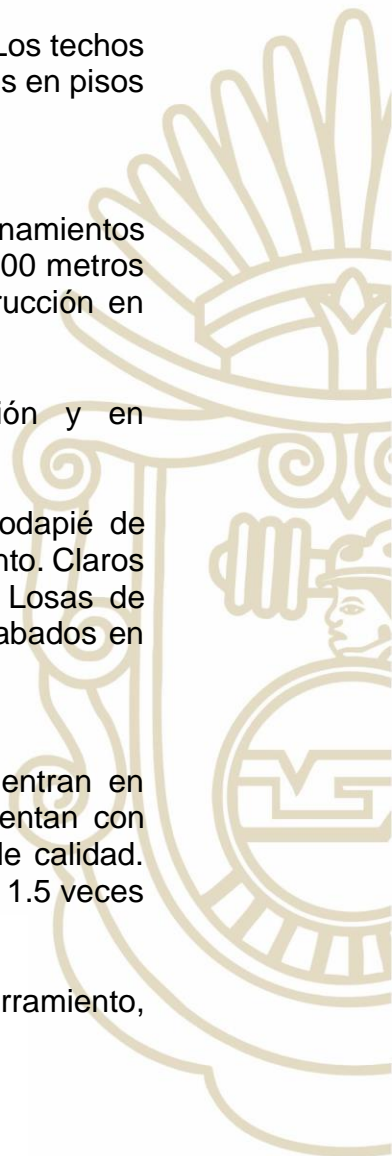 Los techos
s en pisos
namientos
00 metros
rucción en
ión y en
odapié de
nto. Claros
Losas de
abados en
entran en
entan con
le calidad.
1.5 veces
erramiento,